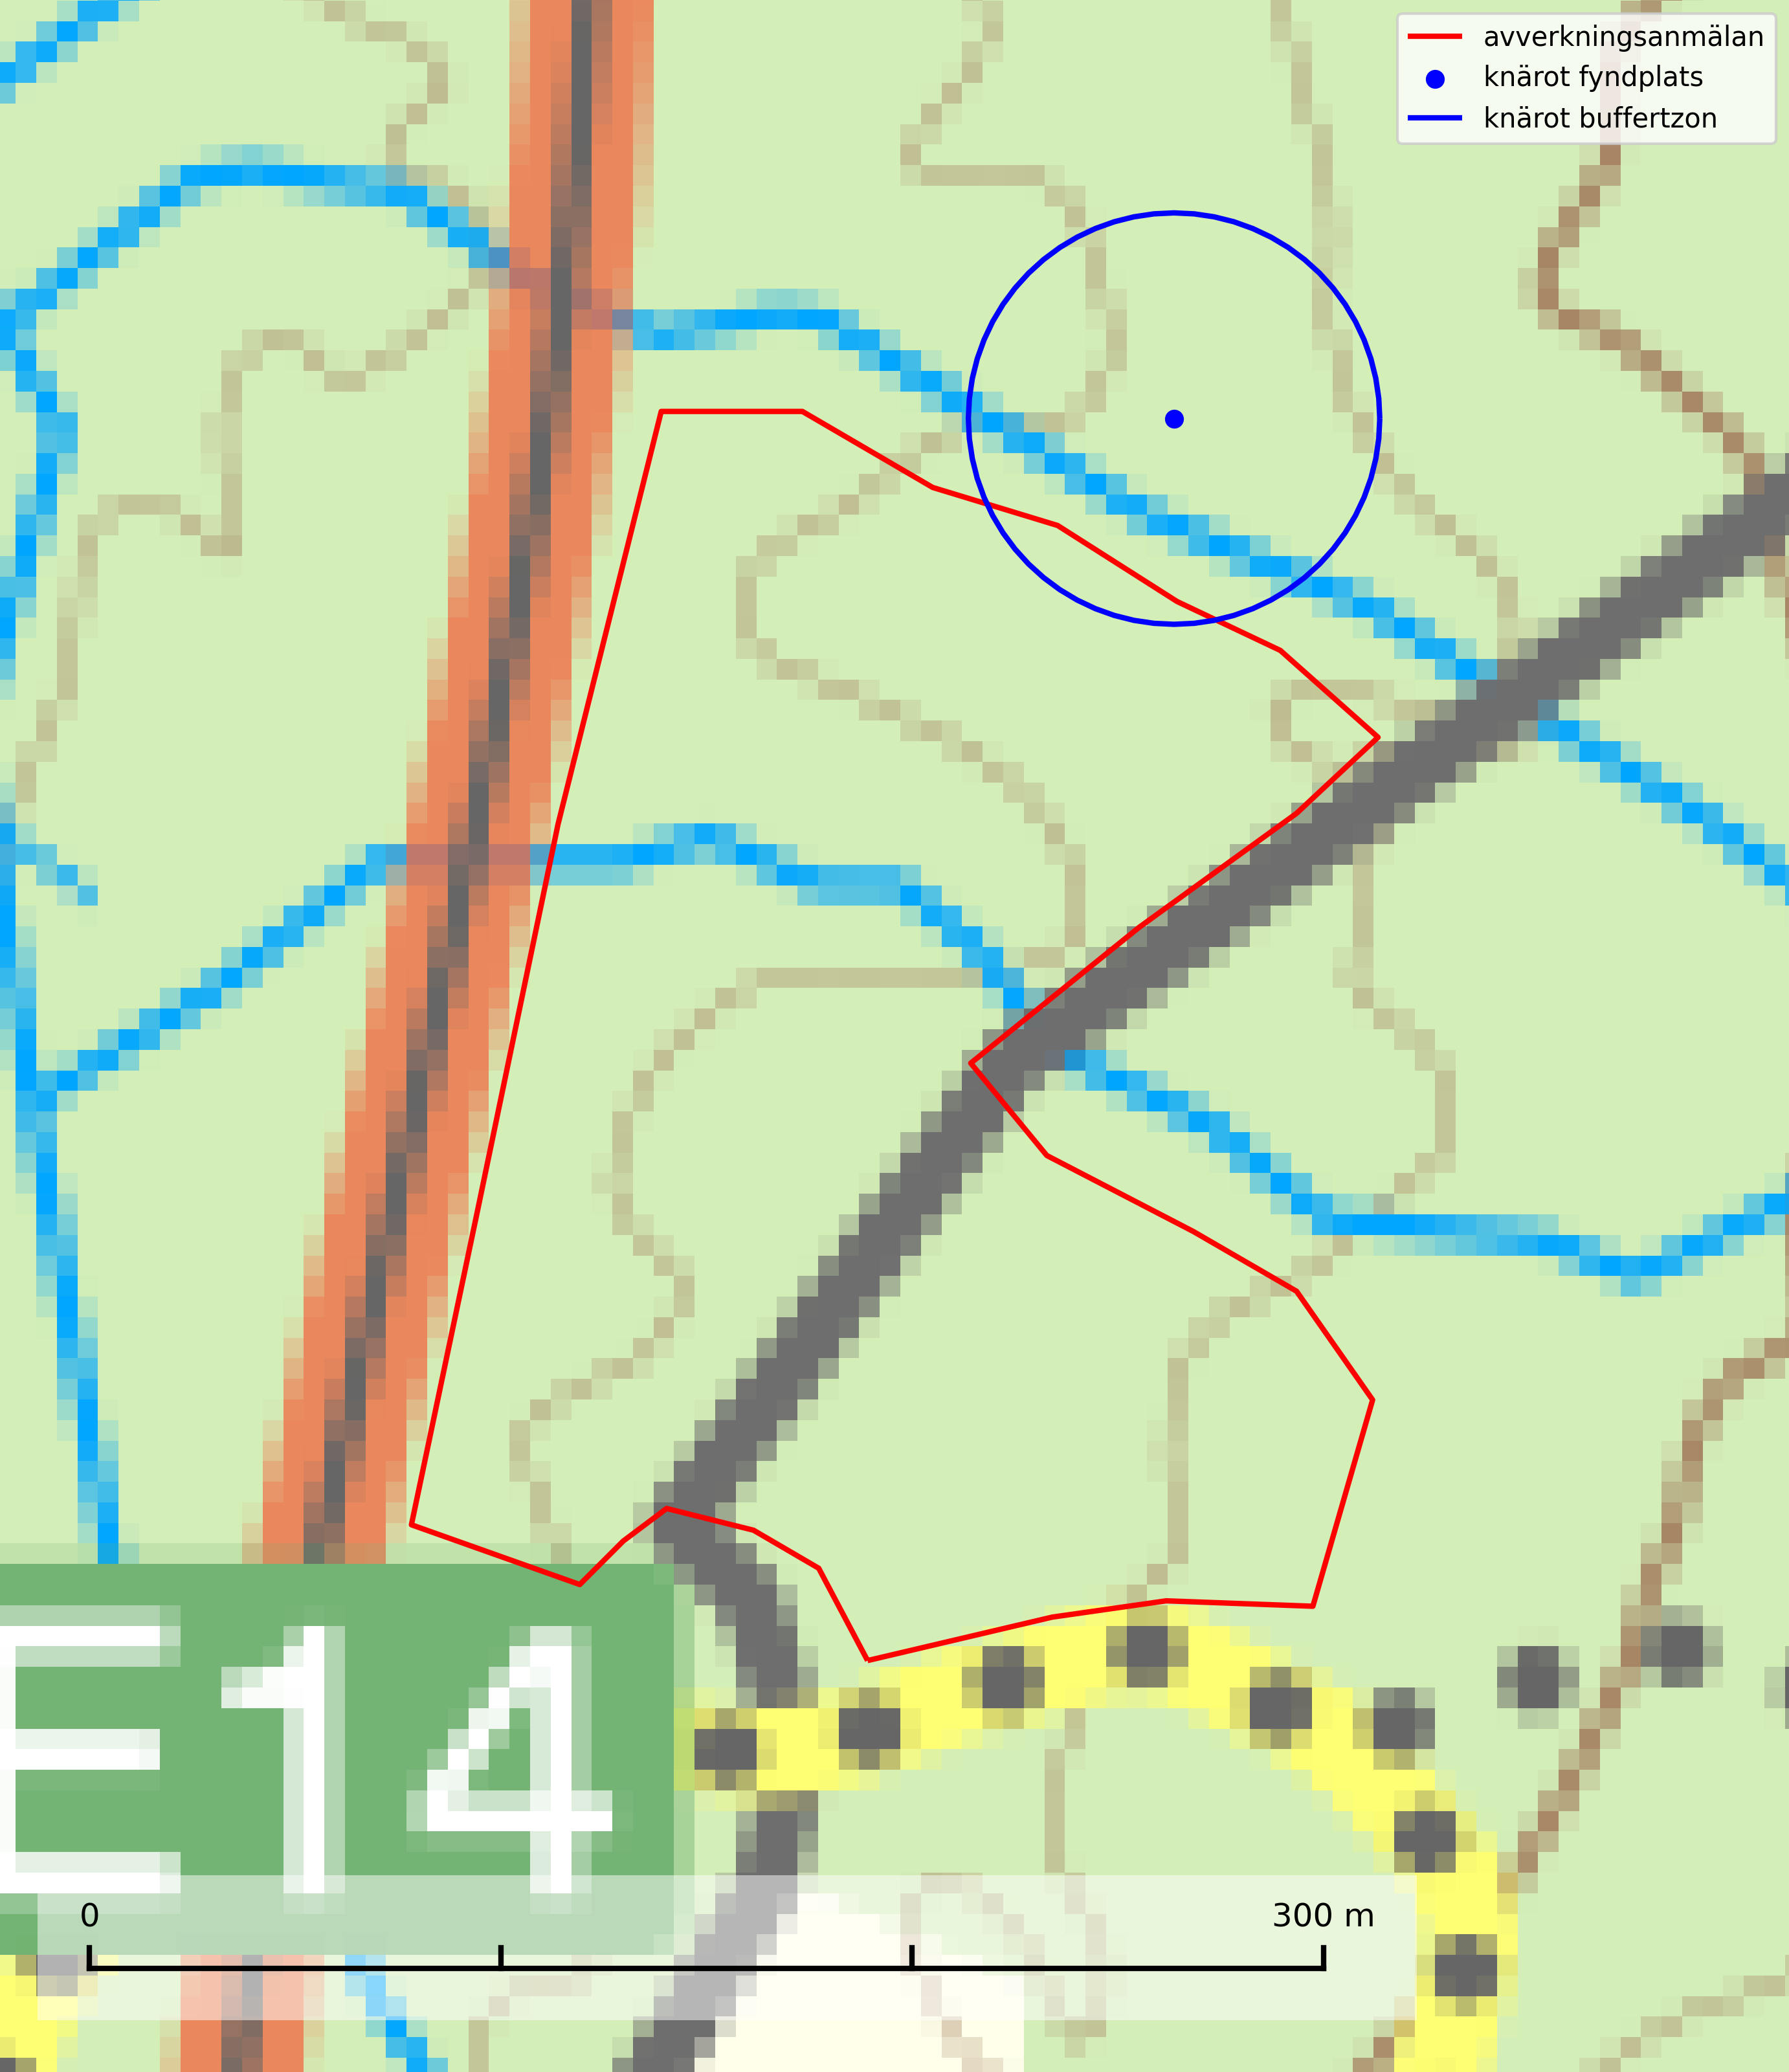 avverkningsanmälan
knärot fyndplats
knärot buffertzon
E14
0 300 m